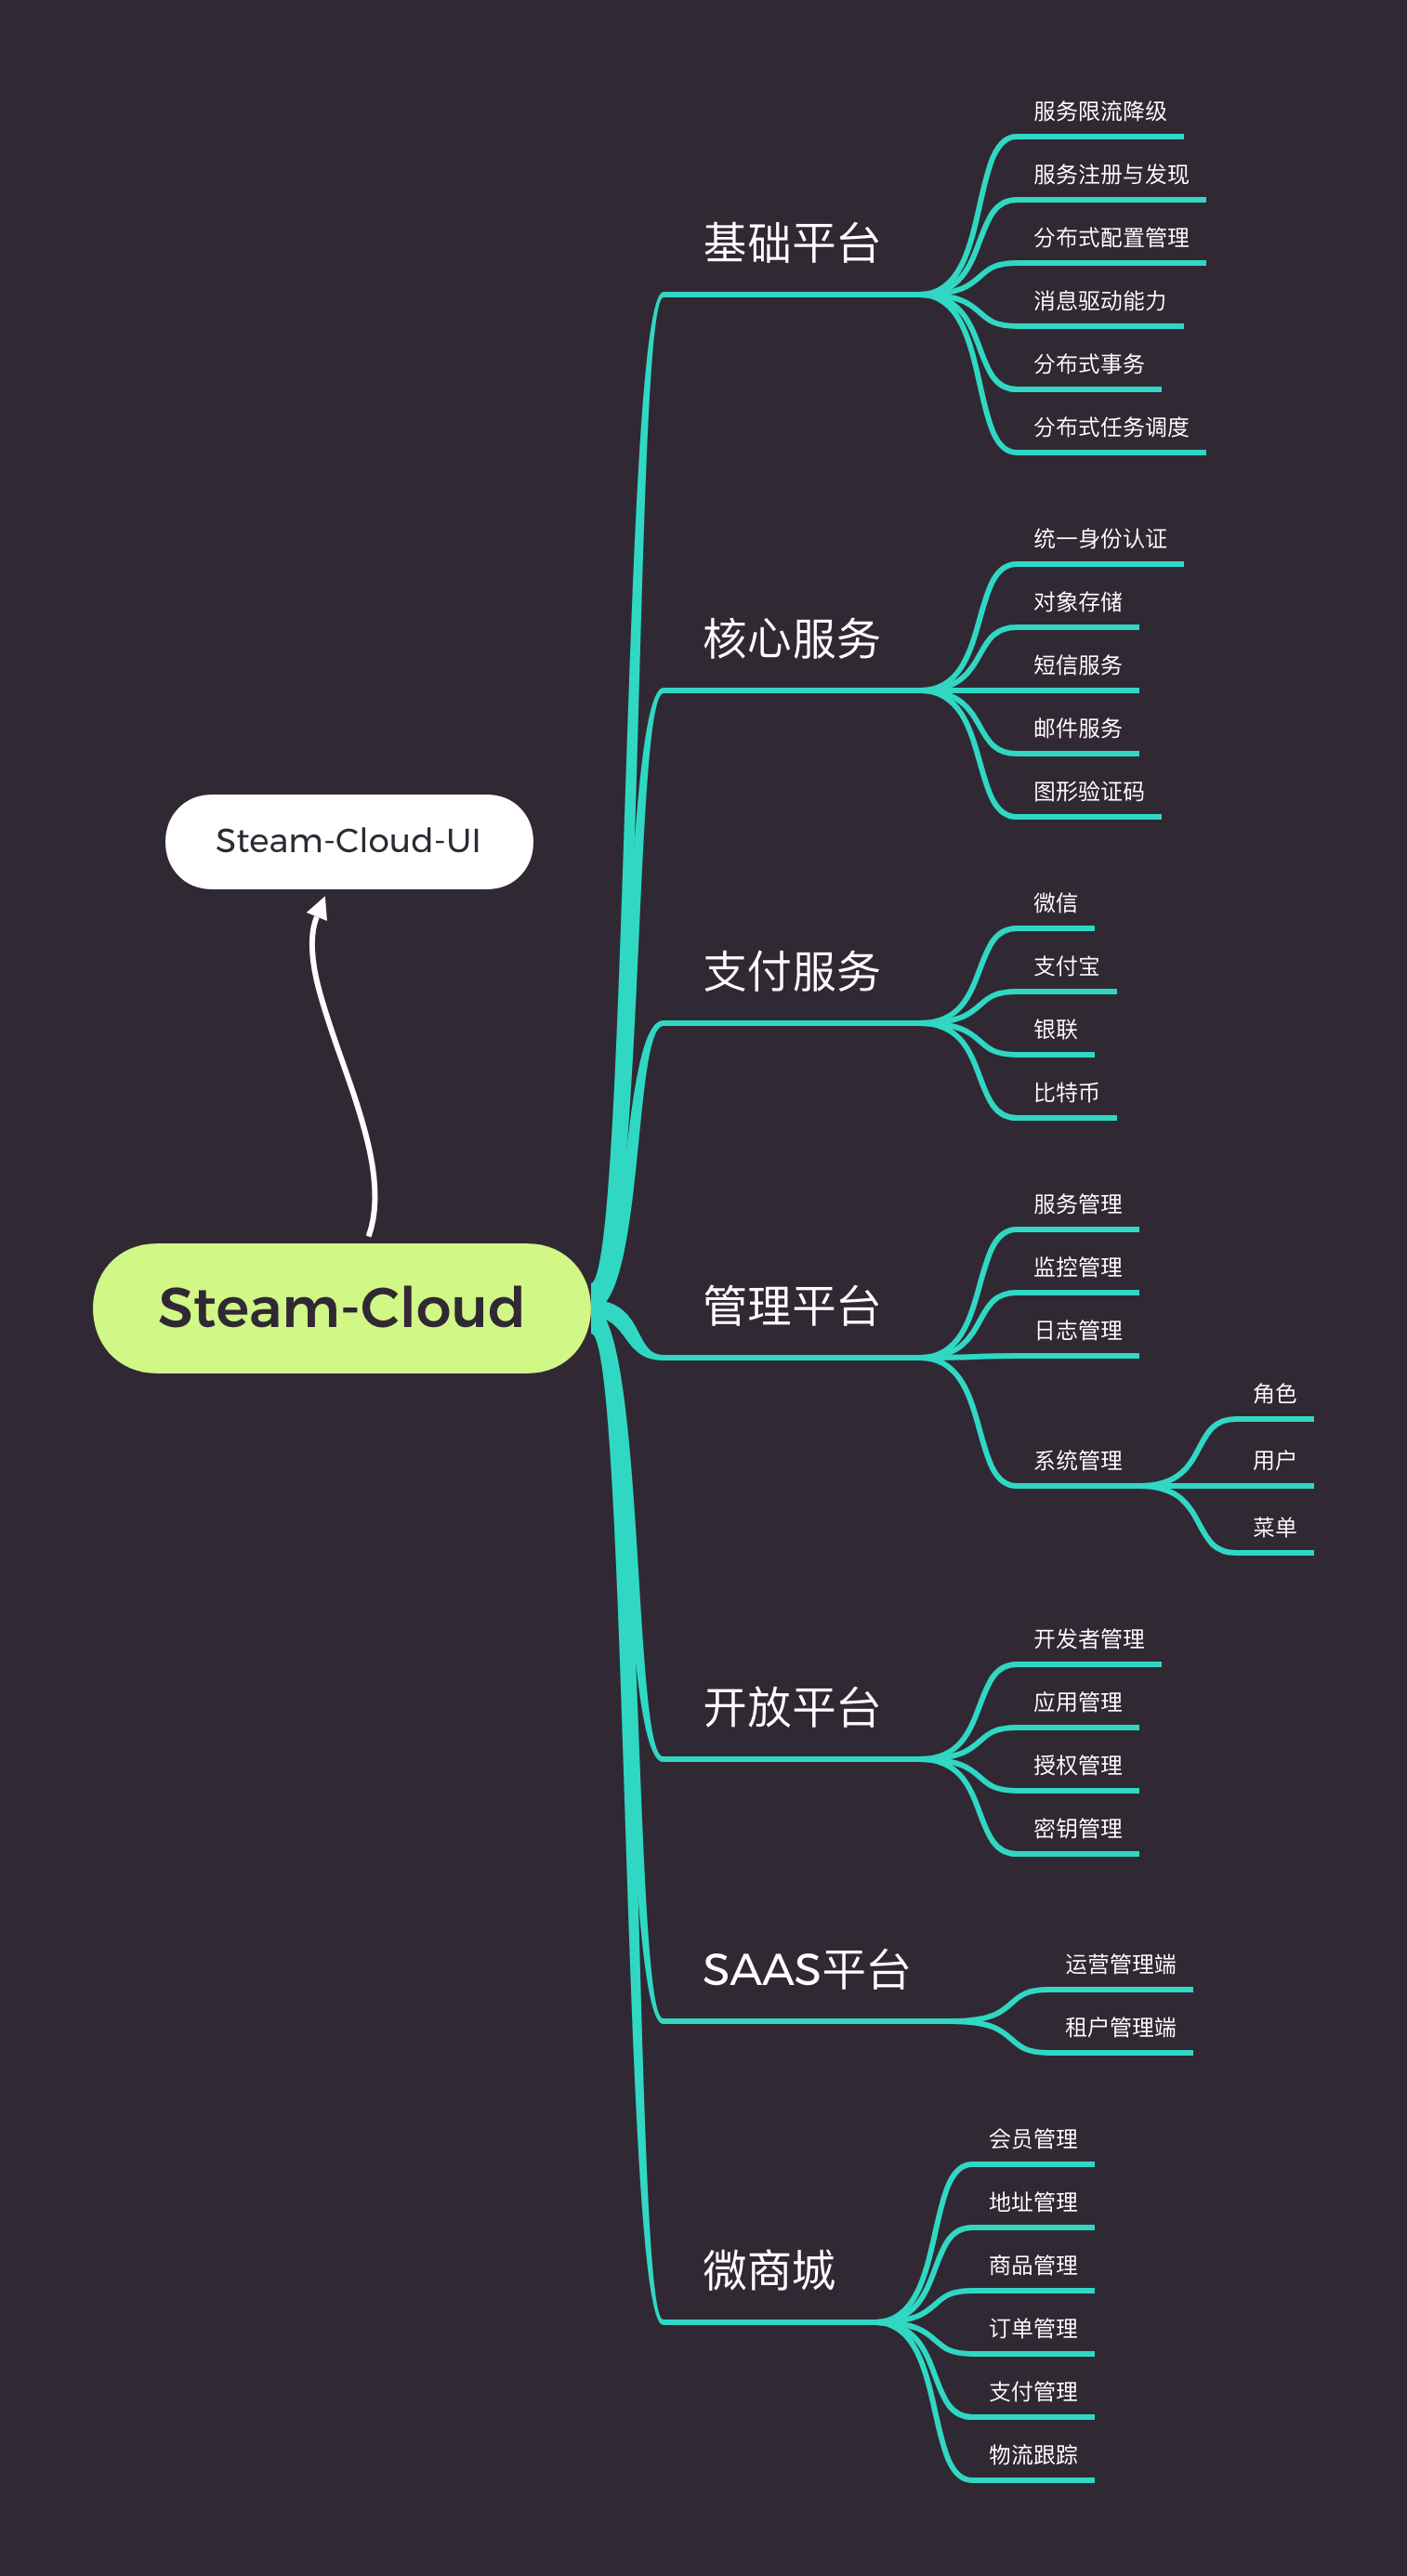 Steam-Cloud-UI
Steam-Cloud
基础平台
服务限流降级
服务注册与发现
分布式配置管理
消息驱动能力
分布式事务
分布式任务调度
核心服务
统一身份认证
对象存储
短信服务
邮件服务
图形验证码
支付服务
微信
支付宝
银联
比特币
管理平台
服务管理
监控管理
日志管理
系统管理
角色
用户
菜单
开放平台
开发者管理
应用管理
授权管理
密钥管理
SAAS平台
运营管理端
租户管理端
微商城
会员管理
地址管理
商品管理
订单管理
支付管理
物流跟踪